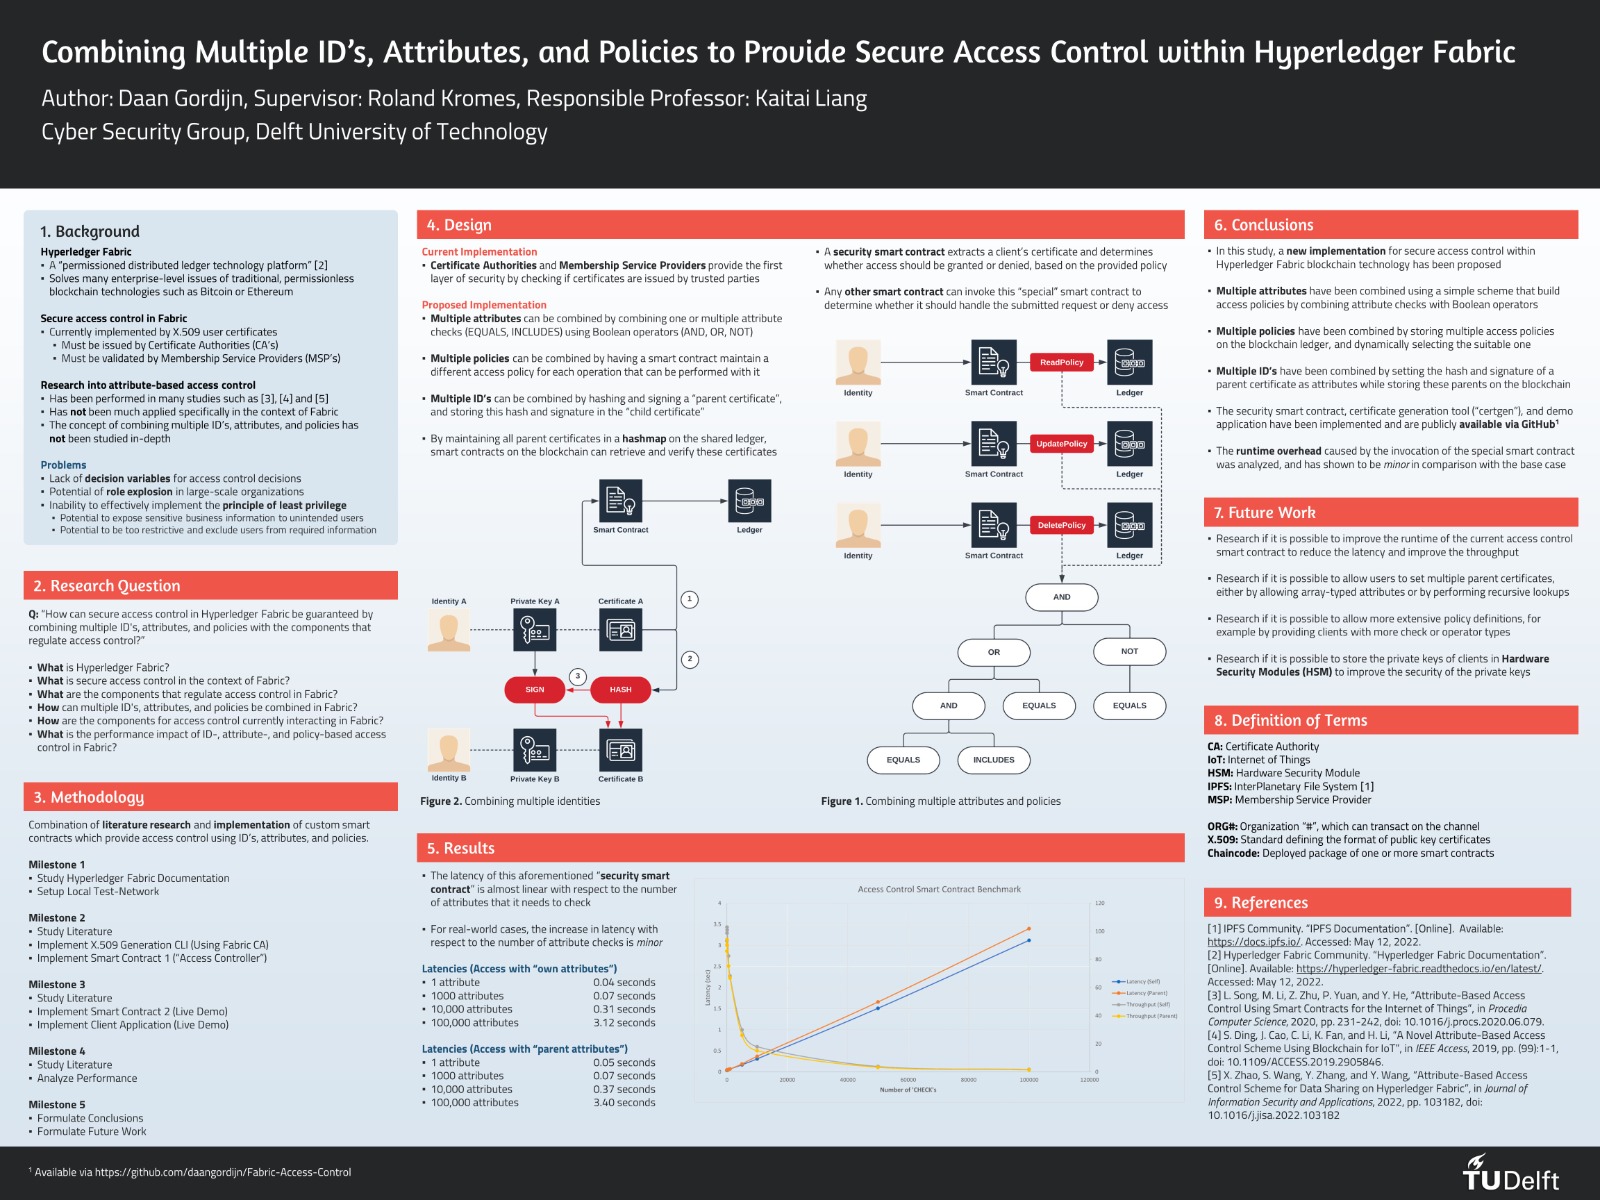 Combining Multiple ID's, Attributes, and Policies to Provide Secure Access Control within Hyperledger Fabric
Author: Daan Gordijn, Supervisor: Roland Kromes, Responsible Professor: Kaitai Liang
Cyber Security Group, Delft University of Technology
1. Background
Hyperledger Fabric
▪ A "permissioned distributed ledger technology platform" [2]
▪ Solves many enterprise-level issues of traditional, permissionless
blockchain technologies such as Bitcoin or Ethereum
Secure access control in Fabric
▪ Currently implemented by X.509 user certificates
▪ Must be issued by Certificate Authorities (CA's)
▪ Must be validated by Membership Service Providers (MSP's)
Research into attribute-based access control
▪ Has been performed in many studies such as [3], [4] and [5]
▪ Has not been much applied specifically in the context of Fabric
▪ The concept of combining multiple ID's, attributes, and policies has
not been studied in-depth
Problems
▪ Lack of decision variables for access control decisions
▪ Potential of role explosion in large-scale organizations
▪ Inability to effectively implement the principle of least privilege
▪ Potential to expose sensitive business information to unintended users
▪ Potential to be too restrictive and exclude users from required information
2. Research Question
Q: "How can secure access control in Hyperledger Fabric be guaranteed by
combining multiple ID's, attributes, and policies with the components that
regulate access control?"
▪ What is Hyperledger Fabric?
▪ What is secure access control in the context of Fabric?
▪ What are the components that regulate access control in Fabric?
▪ How can multiple ID's, attributes, and policies be combined in Fabric?
▪ How are the components for access control currently interacting in Fabric?
▪ What is the performance impact of ID-, attribute-, and policy-based access
control in Fabric?
3. Methodology
Combination of literature research and implementation of custom smart
contracts which provide access control using ID's, attributes, and policies.
Milestone 1
▪ Study Hyperledger Fabric Documentation
▪ Setup Local Test-Network
Milestone 2
▪ Study Literature
▪ Implement X.509 Generation CLI (Using Fabric CA)
▪ Implement Smart Contract 1 ("Access Controller")
Milestone 3
▪ Study Literature
▪ Implement Smart Contract 2 (Live Demo)
▪ Implement Client Application (Live Demo)
Milestone 4
▪ Study Literature
▪ Analyze Performance
Milestone 5
▪ Formulate Conclusions
▪ Formulate Future Work
4. Design
Current Implementation
▪ Certificate Authorities and Membership Service Providers provide the first
layer of security by checking if certificates are issued by trusted parties
Proposed Implementation
▪ Multiple attributes can be combined by combining one or multiple attribute
checks (EQUALS, INCLUDES) using Boolean operators (AND, OR, NOT)
▪ Multiple policies can be combined by having a smart contract maintain a
different access policy for each operation that can be performed with it
▪ Multiple ID's can be combined by hashing and signing a "parent certificate",
and storing this hash and signature in the "child certificate"
▪ By maintaining all parent certificates in a hashmap on the shared ledger,
smart contracts on the blockchain can retrieve and verify these certificates
Smart Contract
Ledger
1
Identity A
Private Key A
Certificate A
2
3
SIGN
HASH
Identity B
Private Key B
Certificate B
Figure 2. Combining multiple identities
▪ A security smart contract extracts a client's certificate and determines
whether access should be granted or denied, based on the provided policy
▪ Any other smart contract can invoke this "special" smart contract to
determine whether it should handle the submitted request or deny access
ReadPolicy
Identity
Smart Contract
Ledger
UpdatePolicy
Identity
Smart Contract
Ledger
DeletePolicy
Identity
Smart Contract
Ledger
AND
OR
NOT
AND
EQUALS
EQUALS
EQUALS
INCLUDES
Figure 1. Combining multiple attributes and policies
5. Results
▪ The latency of this aforementioned "security smart
contract" is almost linear with respect to the number
of attributes that it needs to check
▪ For real-world cases, the increase in latency with
respect to the number of attribute checks is minor
Latencies (Access with "own attributes")
▪ 1 attribute 0.04 seconds
▪ 1000 attributes 0.07 seconds
▪ 10,000 attributes 0.31 seconds
▪ 100,000 attributes 3.12 seconds
Latencies (Access with "parent attributes")
▪ 1 attribute 0.05 seconds
▪ 1000 attributes 0.07 seconds
▪ 10,000 attributes 0.37 seconds
▪ 100,000 attributes 3.40 seconds
Access Control Smart Contract Benchmark
4
3.5
3
2.5
2
1.5
1
0.5
0
Latency (sec)
120
100
80
60
40
20
0
0 20000 40000 60000 80000 100000 120000
Number of 'CHECK's
Latency (Self)
Latency (Parent)
Throughput (Self)
Throughput (Parent)
6. Conclusions
▪ In this study, a new implementation for secure access control within
Hyperledger Fabric blockchain technology has been proposed
▪ Multiple attributes have been combined using a simple scheme that build
access policies by combining attribute checks with Boolean operators
▪ Multiple policies have been combined by storing multiple access policies
on the blockchain ledger, and dynamically selecting the suitable one
▪ Multiple ID's have been combined by setting the hash and signature of a
parent certificate as attributes while storing these parents on the blockchain
▪ The security smart contract, certificate generation tool ("certgen"), and demo
application have been implemented and are publicly available via GitHub¹
▪ The runtime overhead caused by the invocation of the special smart contract
was analyzed, and has shown to be minor in comparison with the base case
7. Future Work
▪ Research if it is possible to improve the runtime of the current access control
smart contract to reduce the latency and improve the throughput
▪ Research if it is possible to allow users to set multiple parent certificates,
either by allowing array-typed attributes or by performing recursive lookups
▪ Research if it is possible to allow more extensive policy definitions, for
example by providing clients with more check or operator types
▪ Research if it is possible to store the private keys of clients in Hardware
Security Modules (HSM) to improve the security of the private keys
8. Definition of Terms
CA: Certificate Authority
IoT: Internet of Things
HSM: Hardware Security Module
IPFS: InterPlanetary File System [1]
MSP: Membership Service Provider
ORG#: Organization "#", which can transact on the channel
X.509: Standard defining the format of public key certificates
Chaincode: Deployed package of one or more smart contracts
9. References
[1] IPFS Community. "IPFS Documentation". [Online]. Available:
https://docs.ipfs.io/. Accessed: May 12, 2022.
[2] Hyperledger Fabric Community. "Hyperledger Fabric Documentation".
[Online]. Available: https://hyperledger-fabric.readthedocs.io/en/latest/.
Accessed: May 12, 2022.
[3] L. Song, M. Li, Z. Zhu, P. Yuan, and Y. He, "Attribute-Based Access
Control Using Smart Contracts for the Internet of Things", in Procedia
Computer Science, 2020, pp. 231-242, doi: 10.1016/j.procs.2020.06.079.
[4] S. Ding, J. Cao, C. Li, K. Fan, and H. Li, "A Novel Attribute-Based Access
Control Scheme Using Blockchain for IoT", in IEEE Access, 2019, pp. (99):1-1,
doi: 10.1109/ACCESS.2019.2905846.
[5] X. Zhao, S. Wang, Y. Zhang, and Y. Wang, "Attribute-Based Access
Control Scheme for Data Sharing on Hyperledger Fabric", in Journal of
Information Security and Applications, 2022, pp. 103182, doi:
10.1016/j.jisa.2022.103182
¹ Available via https://github.com/daangordijn/Fabric-Access-Control
TUDelft